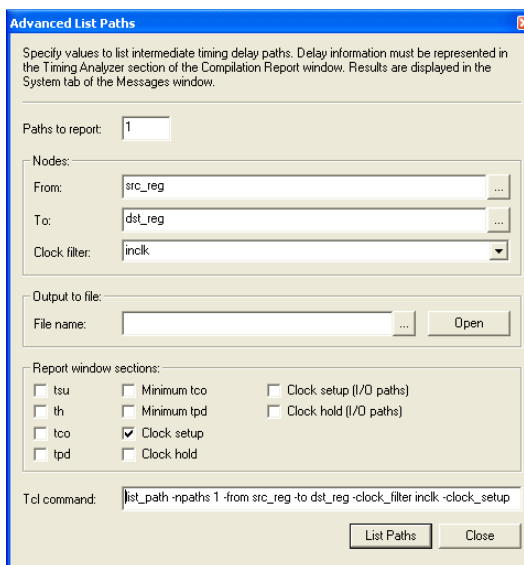 Advanced List Paths
Specify values to list intermediate timing delay paths. Delay information must be represented in
the Timing Analyzer section of the Compilation Report window. Results are displayed in the
System tab of the Messages window.
Paths to report: 1
Nodes:
From: src_reg ...
To: dst_reg ...
Clock filter: inclk
Output to file:
File name: ... Open
Report window sections:
tsu Minimum tco Clock setup (I/O paths)
th Minimum tpd Clock hold (I/O paths)
tco Clock setup
tpd Clock hold
Tcl command: list_path -npaths 1 -from src_reg -to dst_reg -clock_filter inclk -clock_setup
List Paths Close